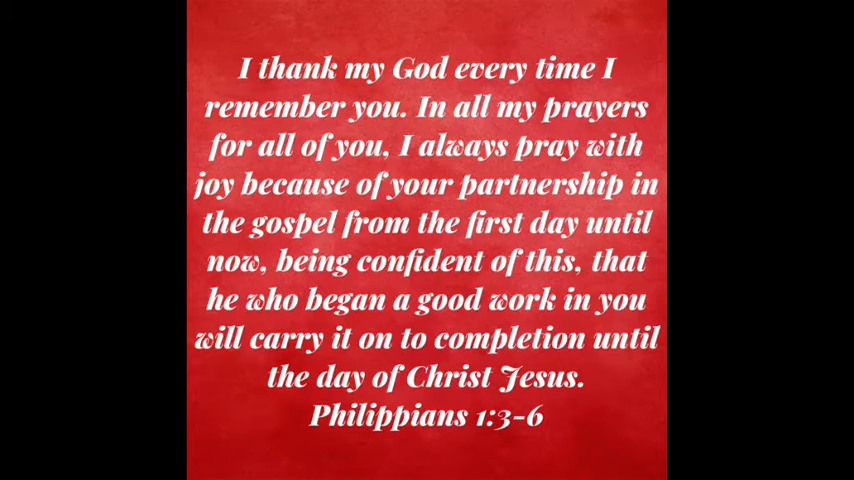 I thank my God every time I
remember you. In all my prayers
for all of you, I always pray with
joy because of your partnership in
the gospel from the first day until
now, being confident of this, that
he who began a good work in you
will carry it on to completion until
the day of Christ Jesus.
Philippians 1:3-6